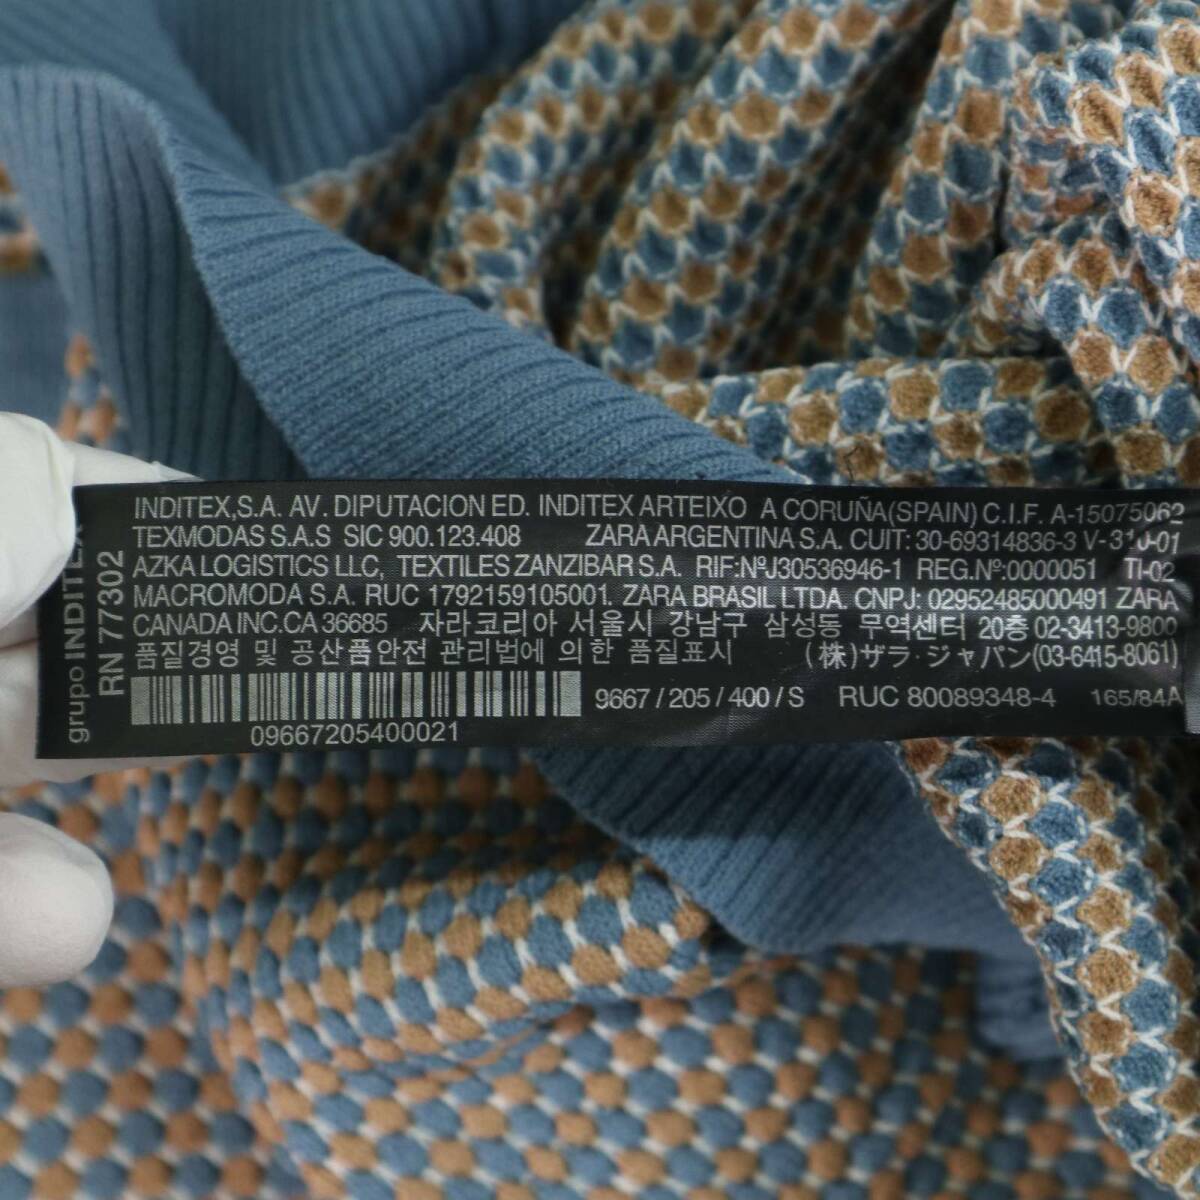 INDITEX,S.A. AV. DIPUTACION ED. INDITEX ARTEIXO A CORUÑA(SPAIN) C.I.F. A-15075062
TEXMODAS S.A.S SIC 900.123.408 ZARA ARGENTINA S.A. CUIT: 30-69314836-3 V-310-01
AZKA LOGISTICS LLC, TEXTILES ZANZIBAR S.A. RIF:NºJ30536946-1 REG.Nº:0000051 TI-02
MACROMODA S.A. RUC 1792159105001. ZARA BRASIL LTDA CNPJ: 02952485000491 ZARA
CANADA INC.CA 36685 자라코리아 서울시 강남구 삼성동 무역센터 20층 02-3413-9800
품질경영 및 공산품안전 관리법에 의한 품질표시 (株)ザラ・ジャパン(03-6415-8061)
9667 / 205 / 400 / S RUC 80089348-4 165/84A
09667205400021
grupo INDITEX
RN 77302